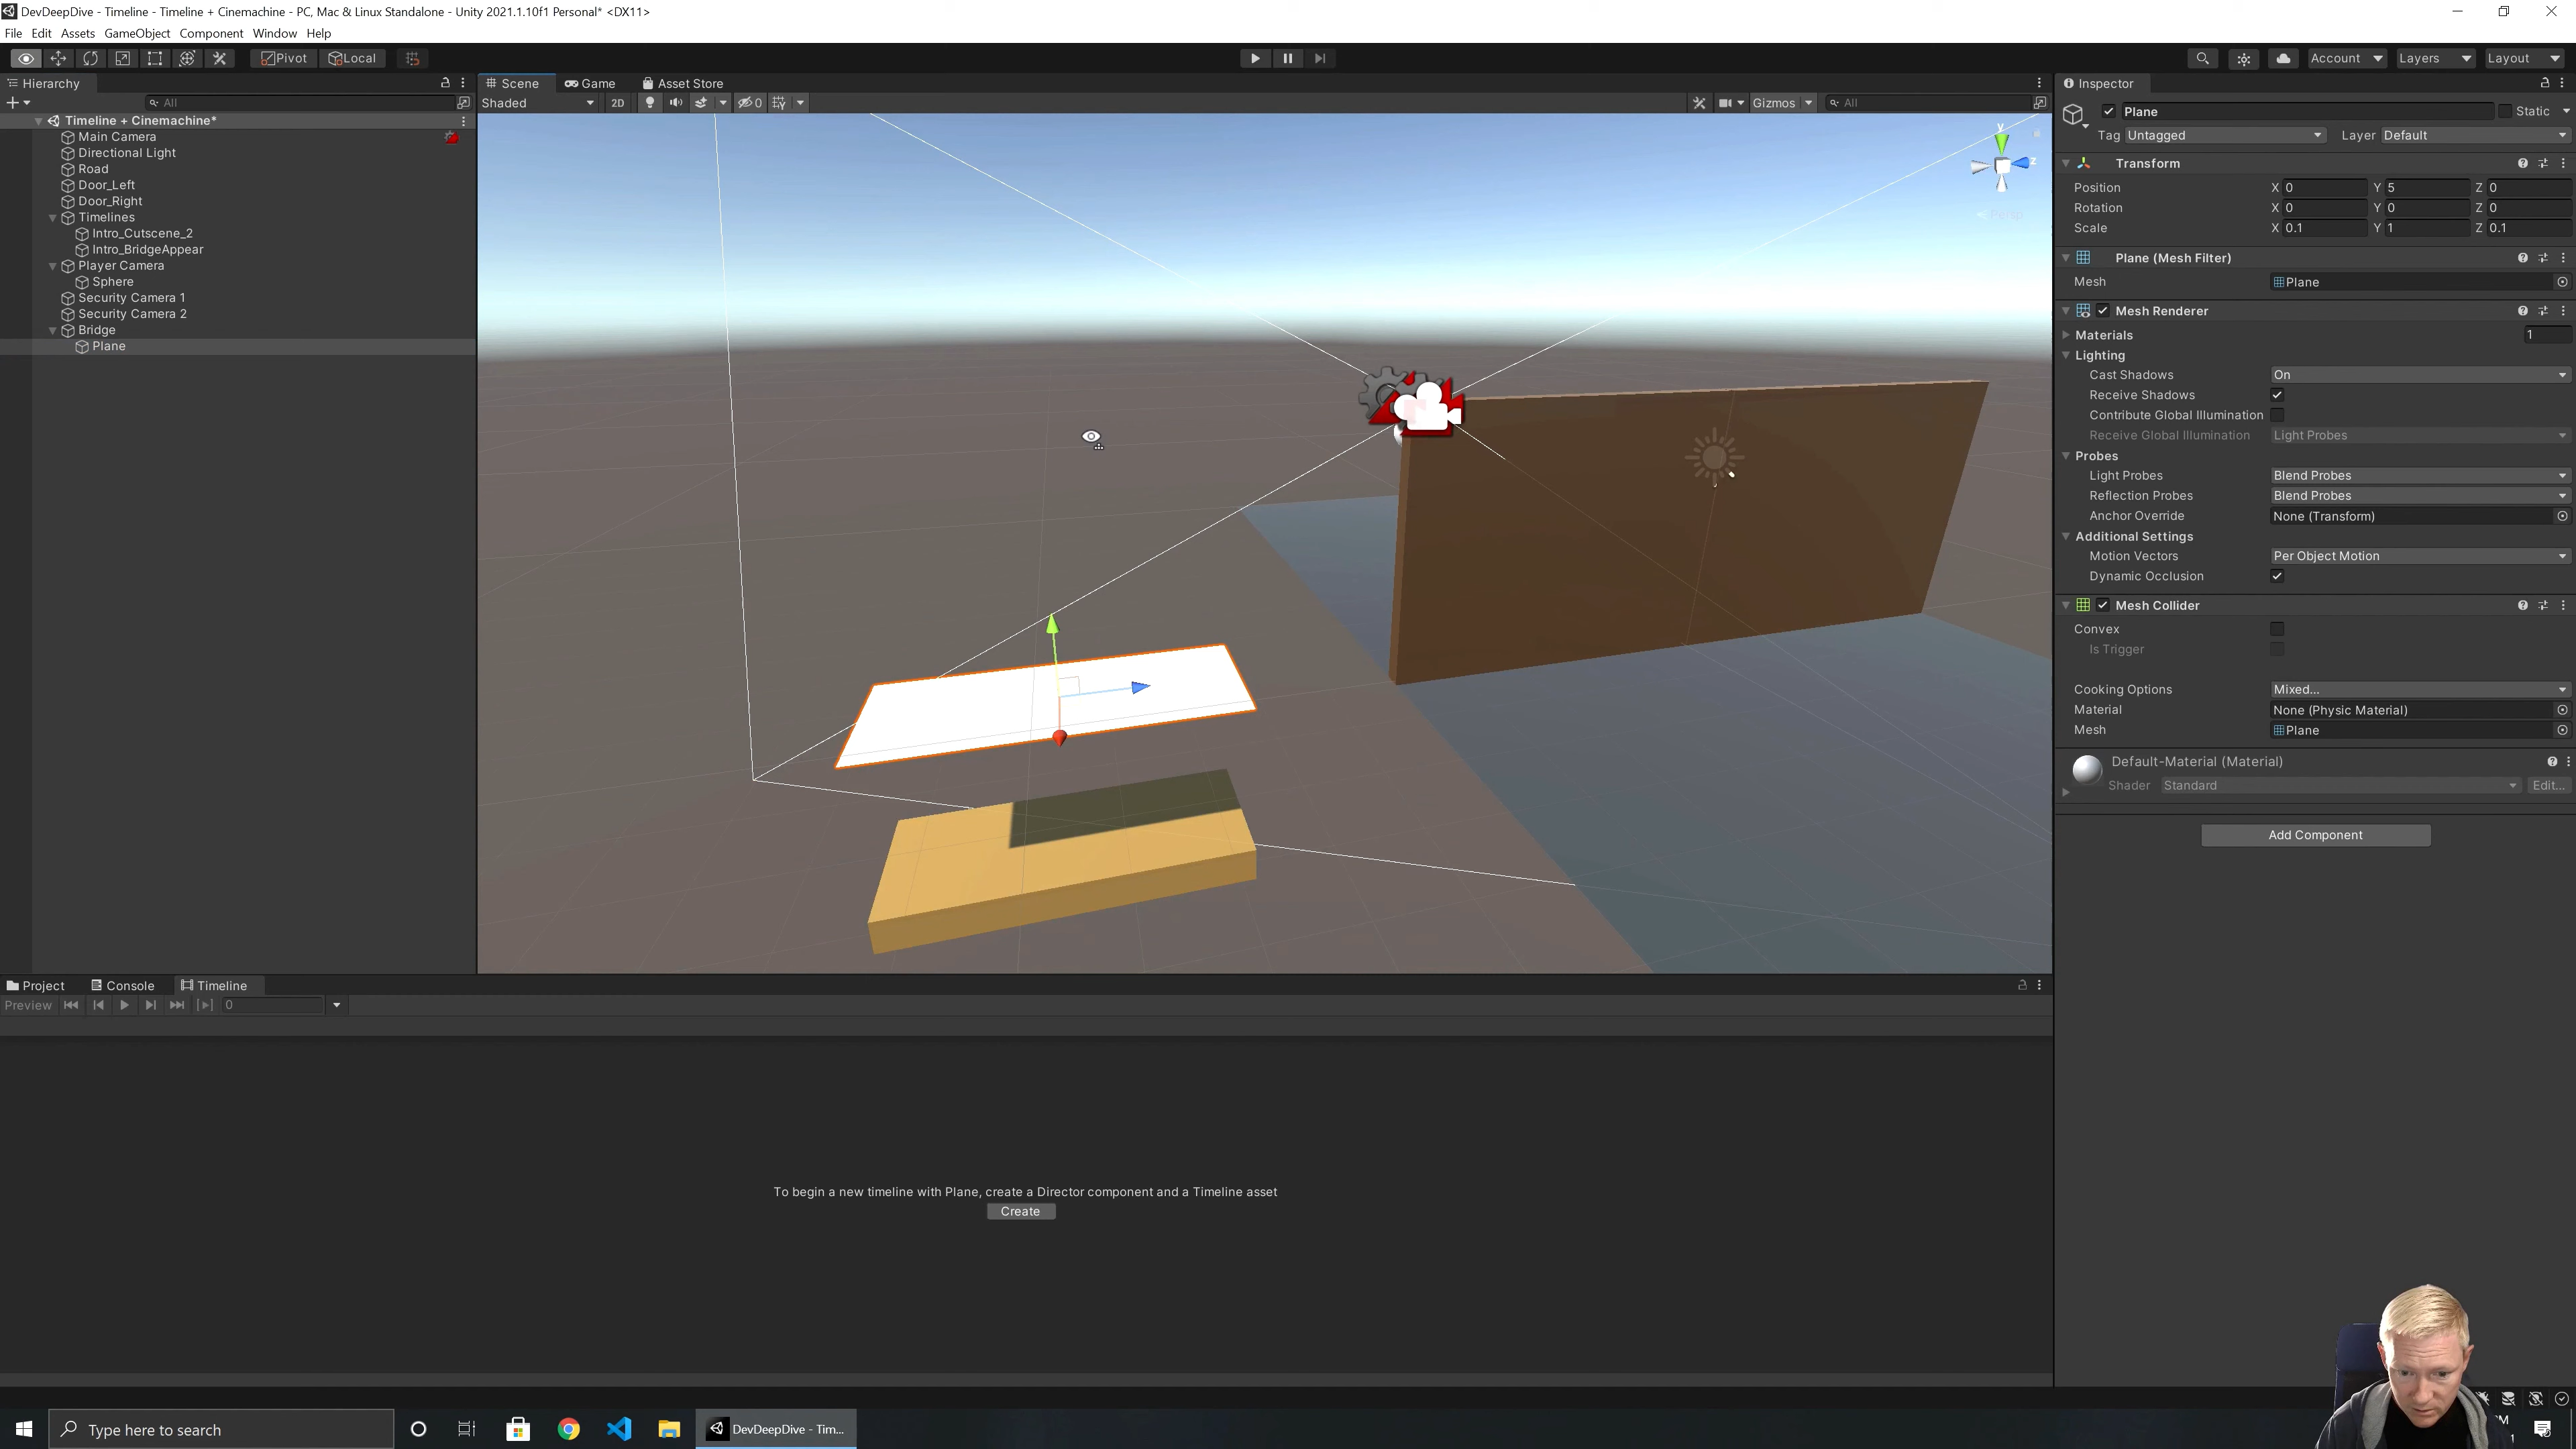 DevDeepDive - Timeline - Timeline + Cinemachine - PC, Mac & Linux Standalone - Unity 2021.1.10f1 Personal* <DX11>
File Edit Assets GameObject Component Window Help
Pivot Local Account Layers Layout
Hierarchy
All
Timeline + Cinemachine*
Main Camera
Directional Light
Road
Door_Left
Door_Right
Timelines
Intro_Cutscene_2
Intro_BridgeAppear
Player Camera
Sphere
Security Camera 1
Security Camera 2
Bridge
Plane
Scene Game Asset Store
Shaded 2D 0 Gizmos All
y
z
Persp
Inspector
Plane Static
Tag Untagged Layer Default
Transform
Position X 0 Y 5 Z 0
Rotation X 0 Y 0 Z 0
Scale X 0.1 Y 1 Z 0.1
Plane (Mesh Filter)
Mesh Plane
Mesh Renderer
Materials 1
Lighting
Cast Shadows On
Receive Shadows
Contribute Global Illumination
Receive Global Illumination Light Probes
Probes
Light Probes Blend Probes
Reflection Probes Blend Probes
Anchor Override None (Transform)
Additional Settings
Motion Vectors Per Object Motion
Dynamic Occlusion
Mesh Collider
Convex
Is Trigger
Cooking Options Mixed...
Material None (Physic Material)
Mesh Plane
Default-Material (Material)
Shader Standard Edit...
Add Component
Project Console Timeline
Preview 0
To begin a new timeline with Plane, create a Director component and a Timeline asset
Create
Type here to search
DevDeepDive - Tim...